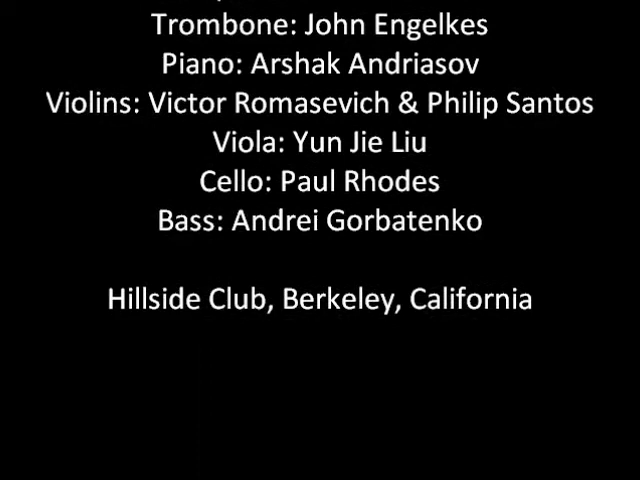 Trombone: John Engelkes
Piano: Arshak Andriasov
Violins: Victor Romasevich & Philip Santos
Viola: Yun Jie Liu
Cello: Paul Rhodes
Bass: Andrei Gorbatenko
Hillside Club, Berkeley, California